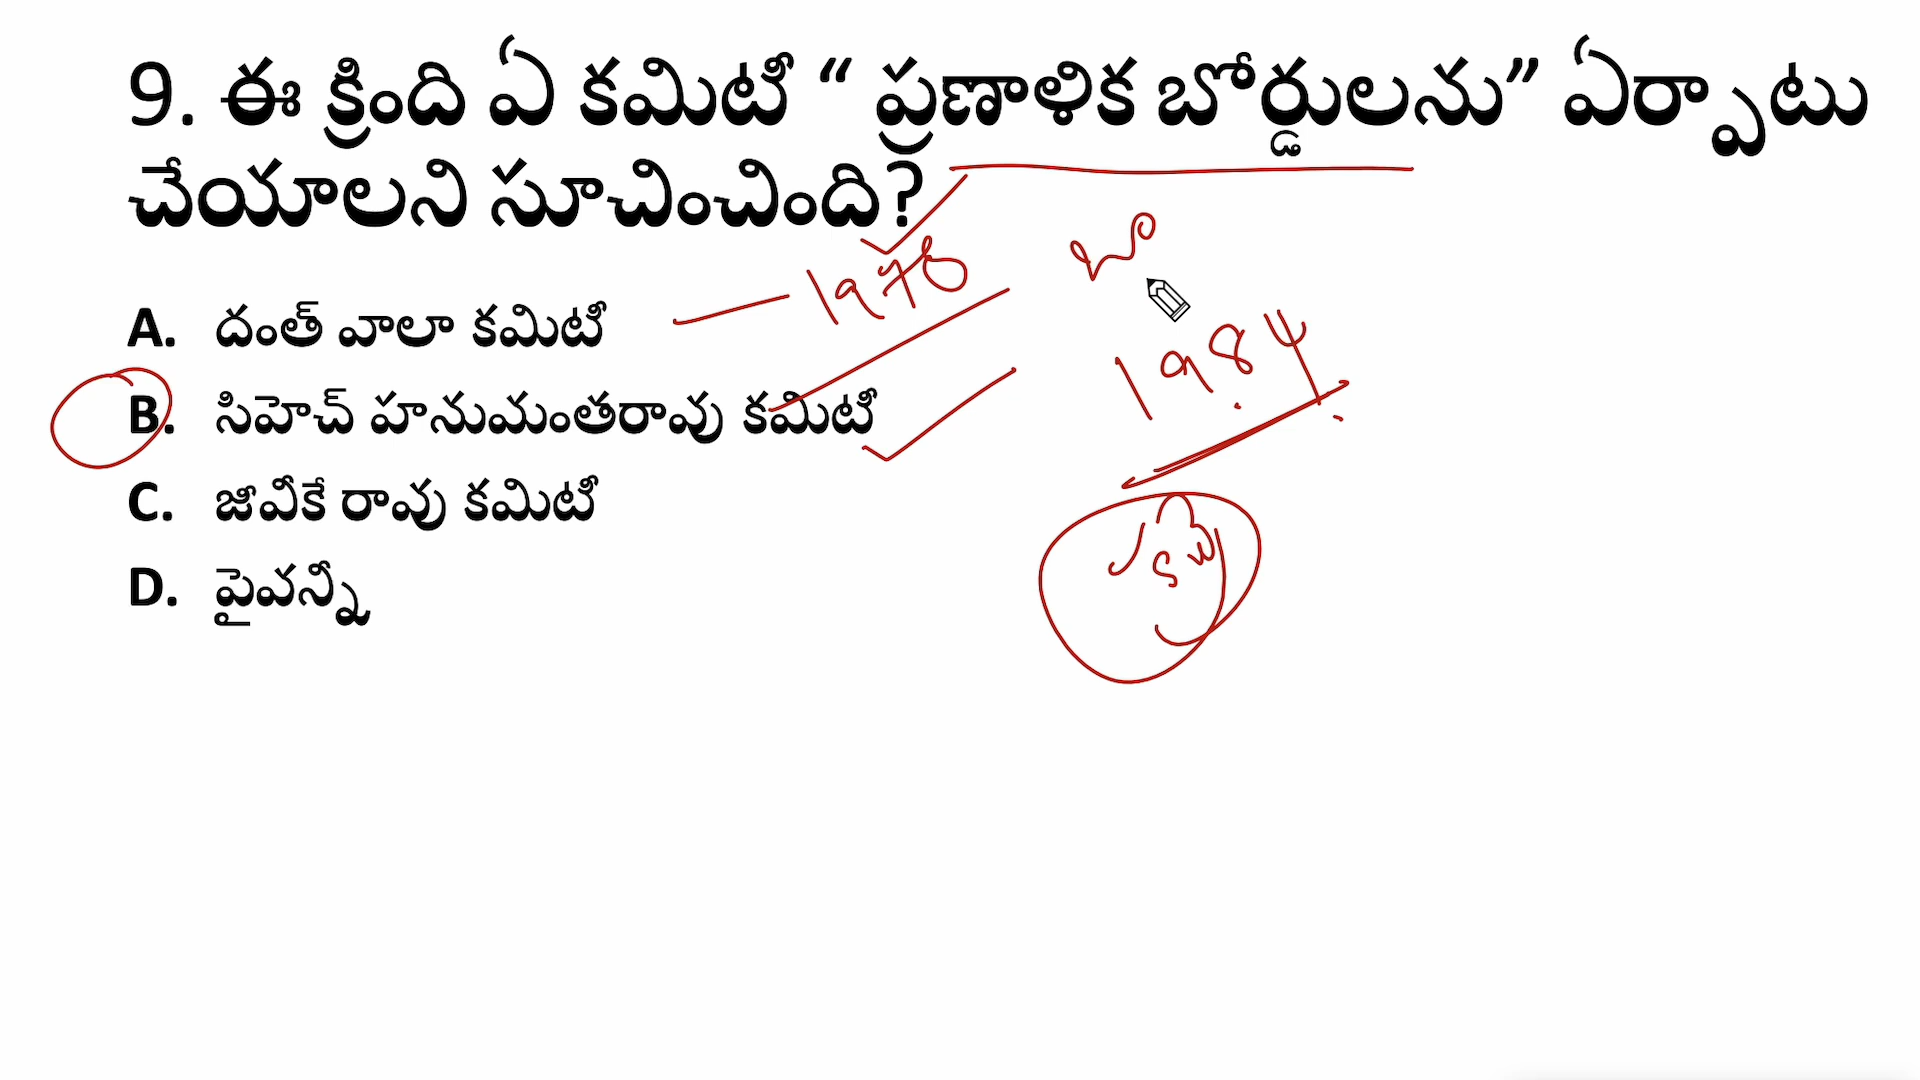 9. ఈ క్రింది ఏ కమిటీ “ ప్రణాళిక బోర్డులను” ఏర్పాటు
చేయాలని సూచించింది?
1978
A. దంత్ వాలా కమిటీ
1984
B. సిహెచ్ హనుమంతరావు కమిటీ
C. జీవీకే రావు కమిటీ
D. పైవన్నీ